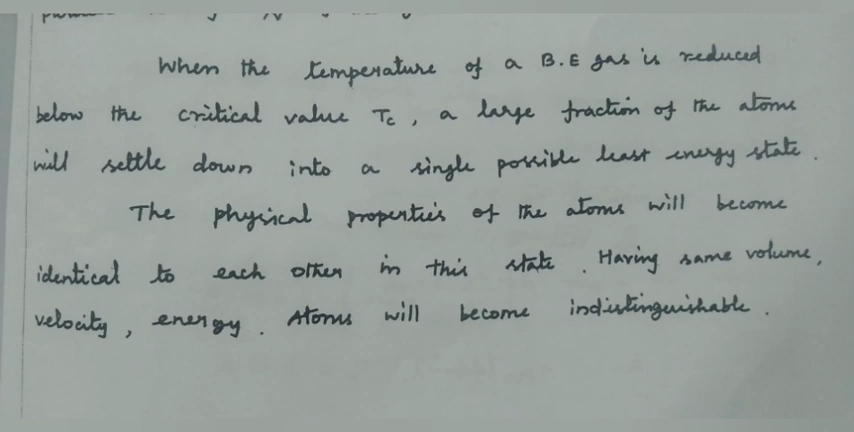 When the temperature of a B.E gas is reduced
below the critical value Tc, a large fraction of the atoms
will settle down into a single possible least energy state.
The physical properties of the atoms will become
identical to each other in this state. Having same volume,
velocity, energy. Atoms will become indistinguishable.